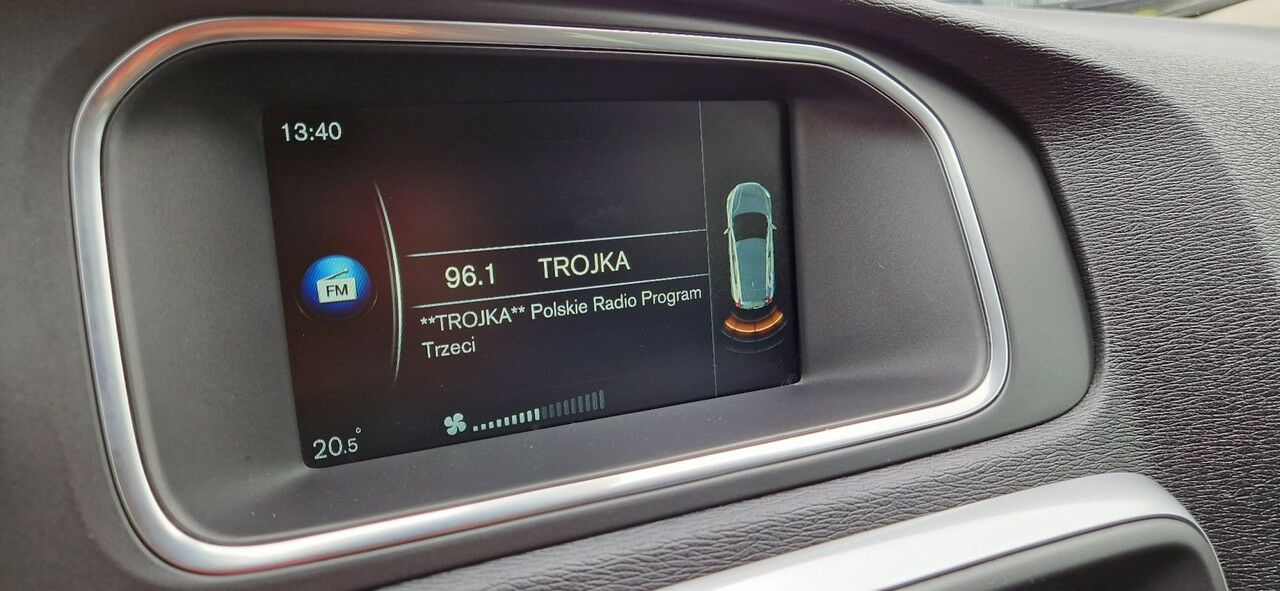 13:40
FM
96.1 TROJKA
**TROJKA** Polskie Radio Program
Trzeci
20.5°